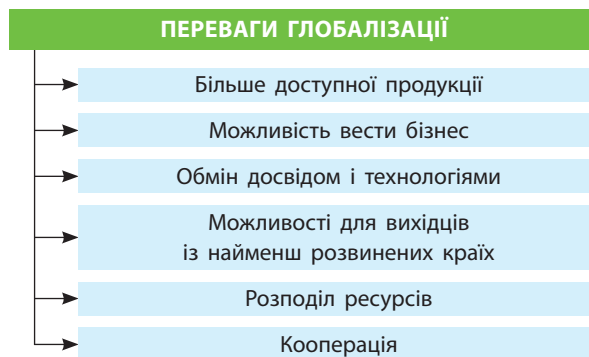 ПЕРЕВАГИ ГЛОБАЛІЗАЦІЇ
Більше доступної продукції
Можливість вести бізнес
Обмін досвідом і технологіями
Можливості для вихідців
із найменш розвинених країх
Розподіл ресурсів
Кооперація